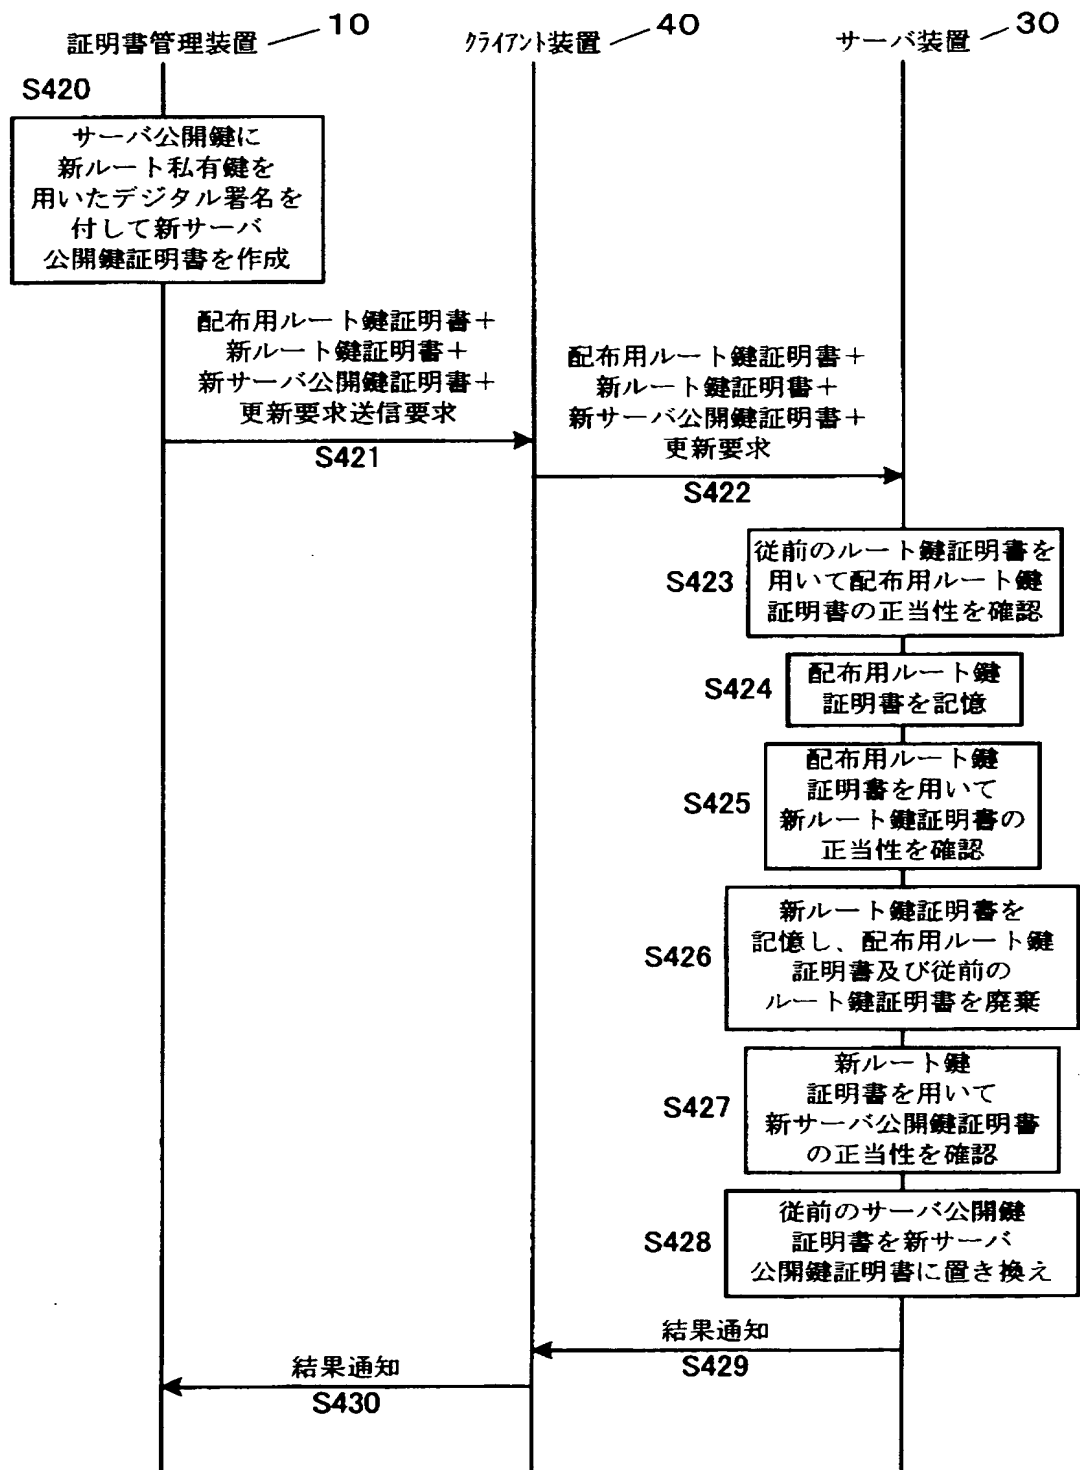 証明書管理装置 10
クライアント装置 40
サーバ装置 30
S420
サーバ公開鍵に
新ルート私有鍵を
用いたデジタル署名を
付して新サーバ
公開鍵証明書を作成
配布用ルート鍵証明書+
新ルート鍵証明書+
新サーバ公開鍵証明書+
更新要求送信要求
S421
配布用ルート鍵証明書+
新ルート鍵証明書+
新サーバ公開鍵証明書+
更新要求
S422
S423
従前のルート鍵証明書を
用いて配布用ルート鍵
証明書の正当性を確認
S424
配布用ルート鍵
証明書を記憶
S425
配布用ルート鍵
証明書を用いて
新ルート鍵証明書の
正当性を確認
S426
新ルート鍵証明書を
記憶し、配布用ルート鍵
証明書及び従前の
ルート鍵証明書を廃棄
S427
新ルート鍵
証明書を用いて
新サーバ公開鍵証明書
の正当性を確認
S428
従前のサーバ公開鍵
証明書を新サーバ
公開鍵証明書に置き換え
結果通知
S429
結果通知
S430